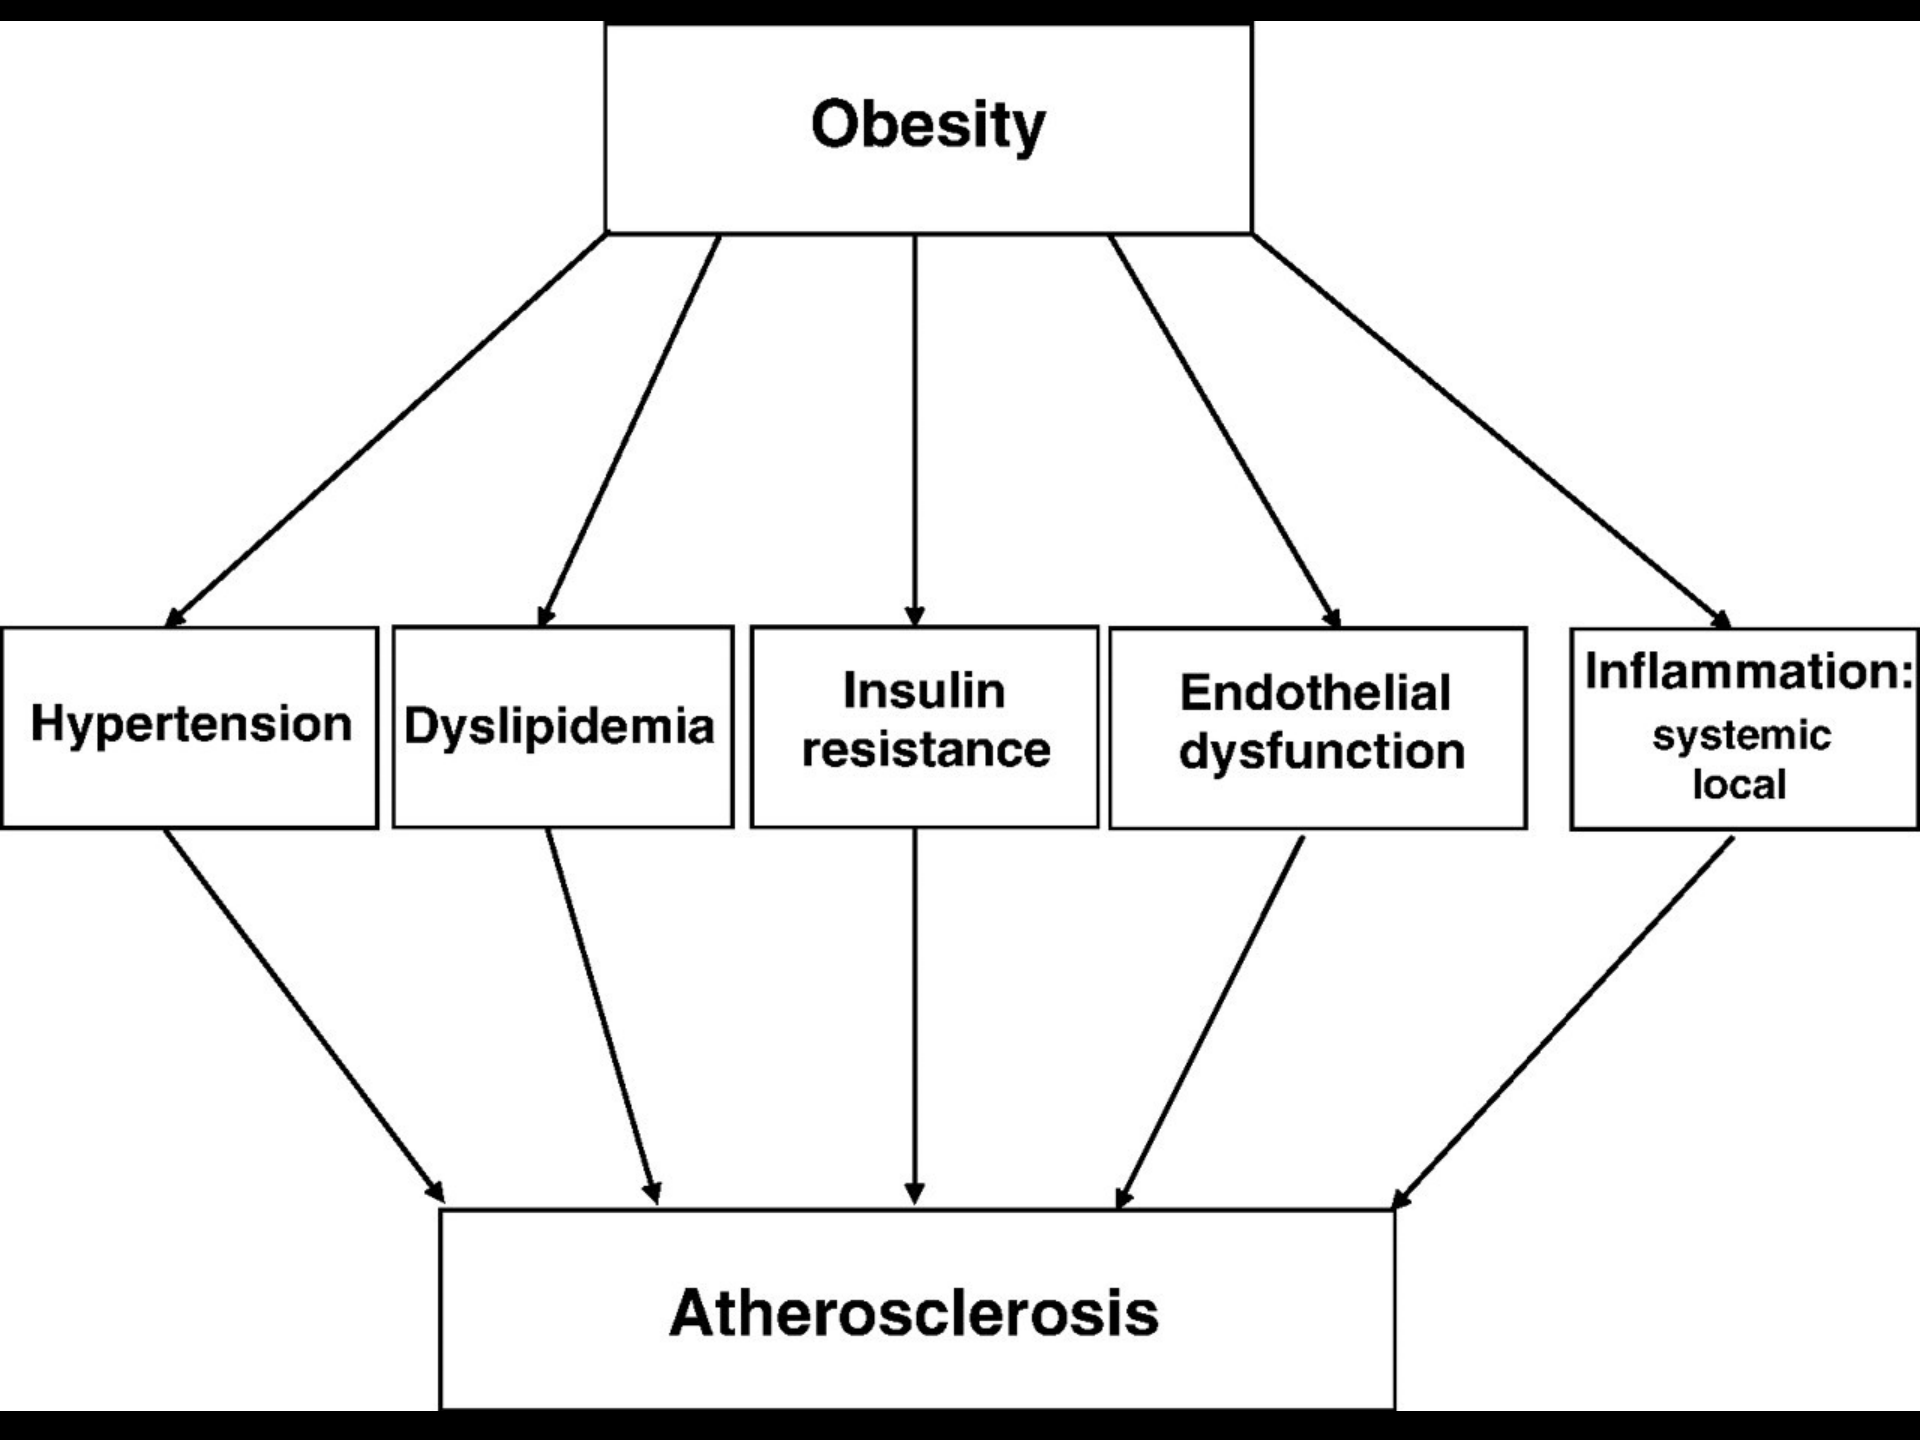 Obesity
Hypertension
Dyslipidemia
Insulin
resistance
Endothelial
dysfunction
Inflammation:
systemic
local
Atherosclerosis